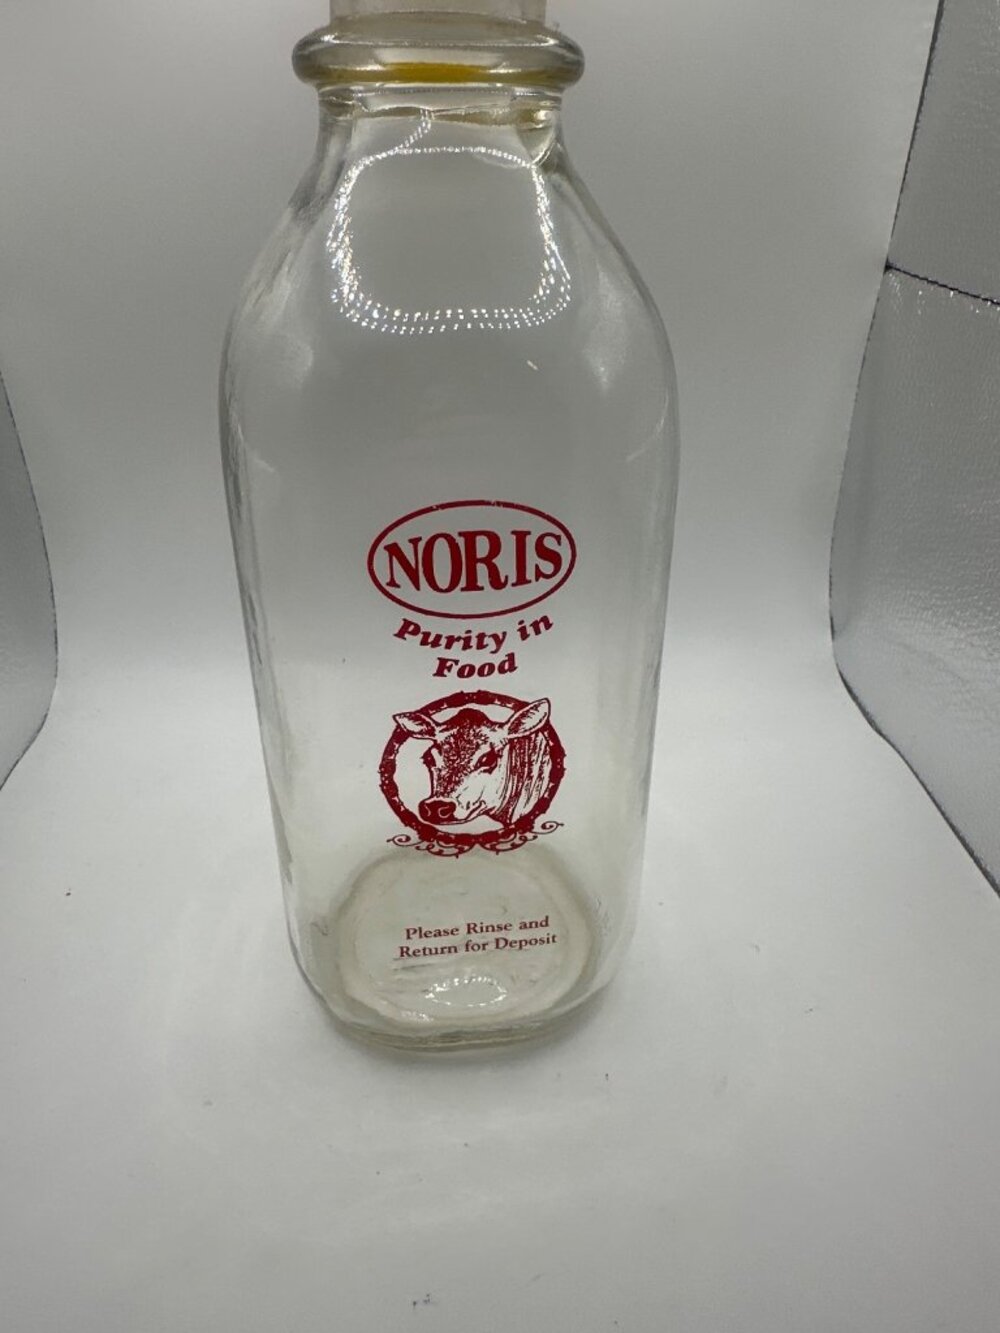 NORIS
Purity in
Food
Please Rinse and
Return for Deposit